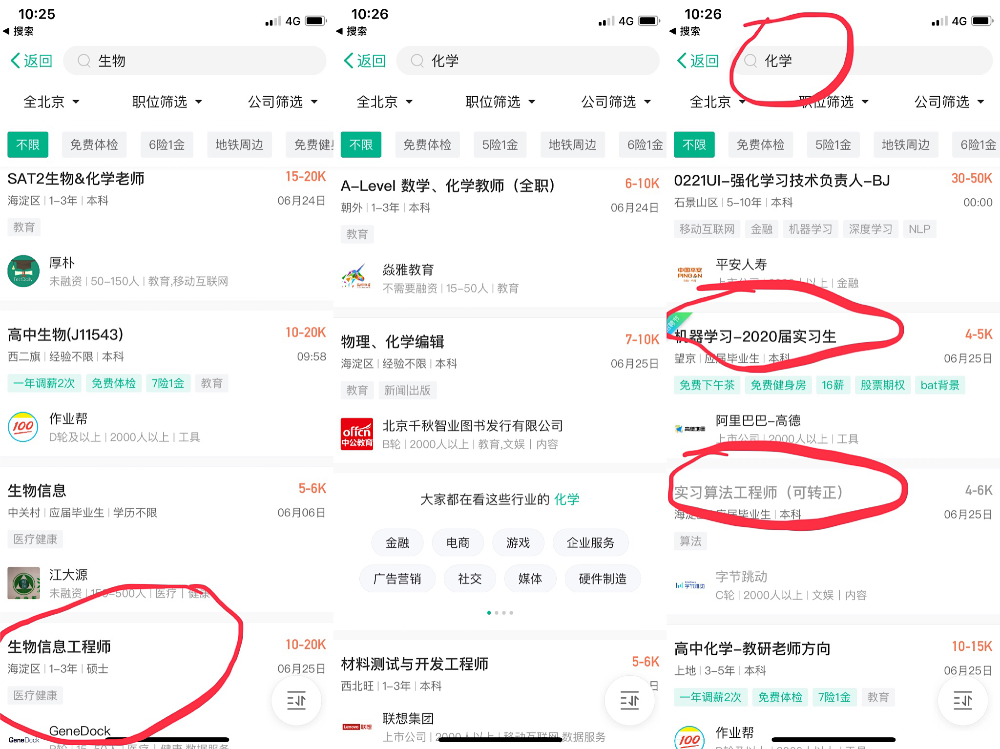 10:25
4G
搜索
返回
生物
全北京
职位筛选
公司筛选
不限
免费体检
6险1金
地铁周边
免费健
SAT2生物&化学老师
15-20K
海淀区 | 1-3年 | 本科
06月24日
教育
TestDaily
厚朴
未融资 | 50-150人 | 教育,移动互联网
高中生物(J11543)
10-20K
西二旗 | 经验不限 | 本科
09:58
一年调薪2次
免费体检
7险1金
教育
100
作业帮
D轮及以上 | 2000人以上 | 工具
生物信息
5-6K
中关村 | 应届毕业生 | 学历不限
06月06日
医疗健康
江大源
未融资 | 150-500人 | 医疗丨健康
生物信息工程师
10-20K
海淀区 | 1-3年 | 硕士
06月25日
医疗健康
GeneDock
GeneDock
B轮 | 15-50人 | 医疗丨健康,数据服务
10:26
4G
搜索
返回
化学
全北京
职位筛选
公司筛选
不限
免费体检
5险1金
地铁周边
6险1金
A-Level 数学、化学教师（全职）
6-10K
朝外 | 1-3年 | 本科
06月24日
教育
焱雅教育
不需要融资 | 15-50人 | 教育
物理、化学编辑
7-10K
海淀区 | 经验不限 | 本科
06月25日
教育
新闻|出版
offcn
中公教育
北京千秋智业图书发行有限公司
B轮 | 2000人以上 | 教育,文娱丨内容
大家都在看这些行业的 化学
金融
电商
游戏
企业服务
广告营销
社交
媒体
硬件制造
材料测试与开发工程师
5-6K
西北旺 | 1-3年 | 本科
日
Lenovo 联想
联想集团
上市公司 | 2000人以上 | 移动互联网,数据服务
10:26
4G
搜索
返回
化学
全北京
职位筛选
公司筛选
不限
免费体检
5险1金
地铁周边
6险1金
0221UI-强化学习技术负责人-BJ
30-50K
石景山区 | 5-10年 | 本科
00:00
移动互联网
金融
机器学习
深度学习
NLP
中国平安
PING AN
平安人寿
上市公司 | 2000人以上 | 金融
聘节
机器学习-2020届实习生
4-5K
望京 | 应届毕业生 | 本科
06月25日
免费下午茶
免费健身房
16薪
股票期权
bat背景
高德地图
阿里巴巴-高德
上市公司 | 2000人以上 | 工具
实习算法工程师（可转正）
4-6K
海淀区 | 应届毕业生 | 本科
06月25日
算法
ByteDance
字节跳动
字节跳动
C轮 | 2000人以上 | 文娱丨内容
高中化学-教研老师方向
10-15K
上地 | 3-5年 | 本科
06月25日
一年调薪2次
免费体检
7险1金
教育
100
作业帮
D轮及以上 | 2000人以上 | 工具